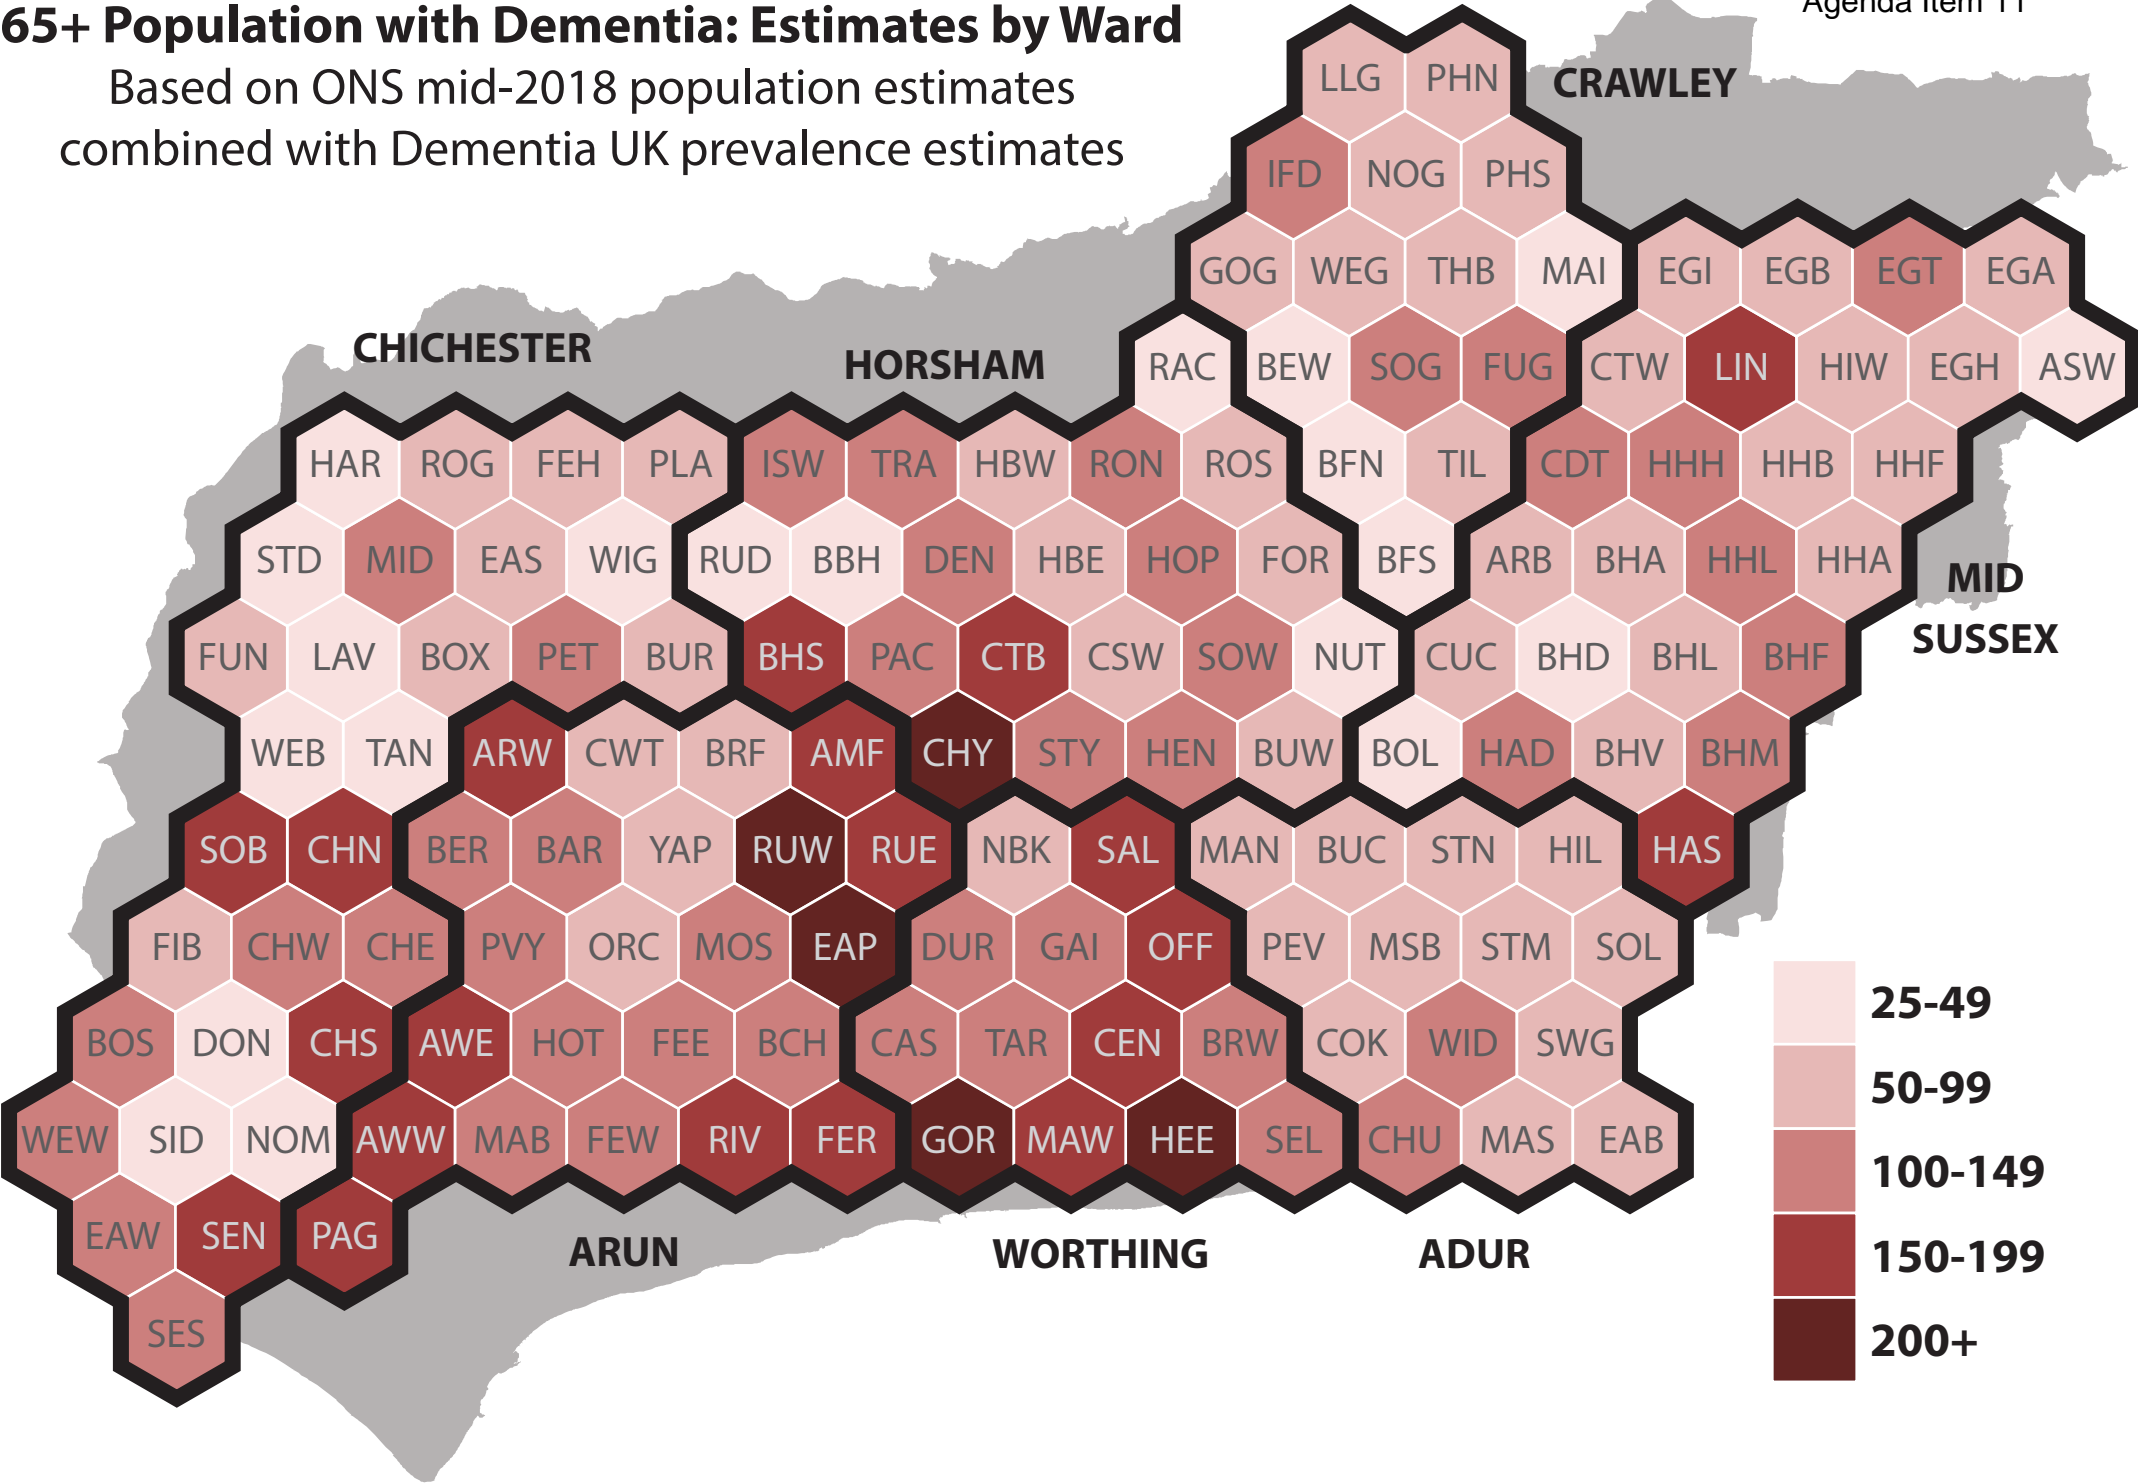 Agenda Item 11
65+ Population with Dementia: Estimates by Ward
Based on ONS mid-2018 population estimates
combined with Dementia UK prevalence estimates
LLG PHN CRAWLEY
IFD NOG PHS
GOG WEG THB MAI EGI EGB EGT EGA
CHICHESTER HORSHAM
RAC BEW SOG FUG CTW LIN HIW EGH ASW
HAR ROG FEH PLA ISW TRA HBW RON ROS BFN TIL CDT HHH HHB HHF
STD MID EAS WIG RUD BBH DEN HBE HOP FOR BFS ARB BHA HHL HHA
MID
SUSSEX
FUN LAV BOX PET BUR BHS PAC CTB CSW SOW NUT CUC BHD BHL BHF
WEB TAN ARW CWT BRF AMF CHY STY HEN BUW BOL HAD BHV BHM
SOB CHN BER BAR YAP RUW RUE NBK SAL MAN BUC STN HIL HAS
FIB CHW CHE PVY ORC MOS EAP DUR GAI OFF PEV MSB STM SOL
BOS DON CHS AWE HOT FEE BCH CAS TAR CEN BRW COK WID SWG
WEW SID NOM AWW MAB FEW RIV FER GOR MAW HEE SEL CHU MAS EAB
EAW SEN PAG
ARUN WORTHING ADUR
SES
25-49
50-99
100-149
150-199
200+